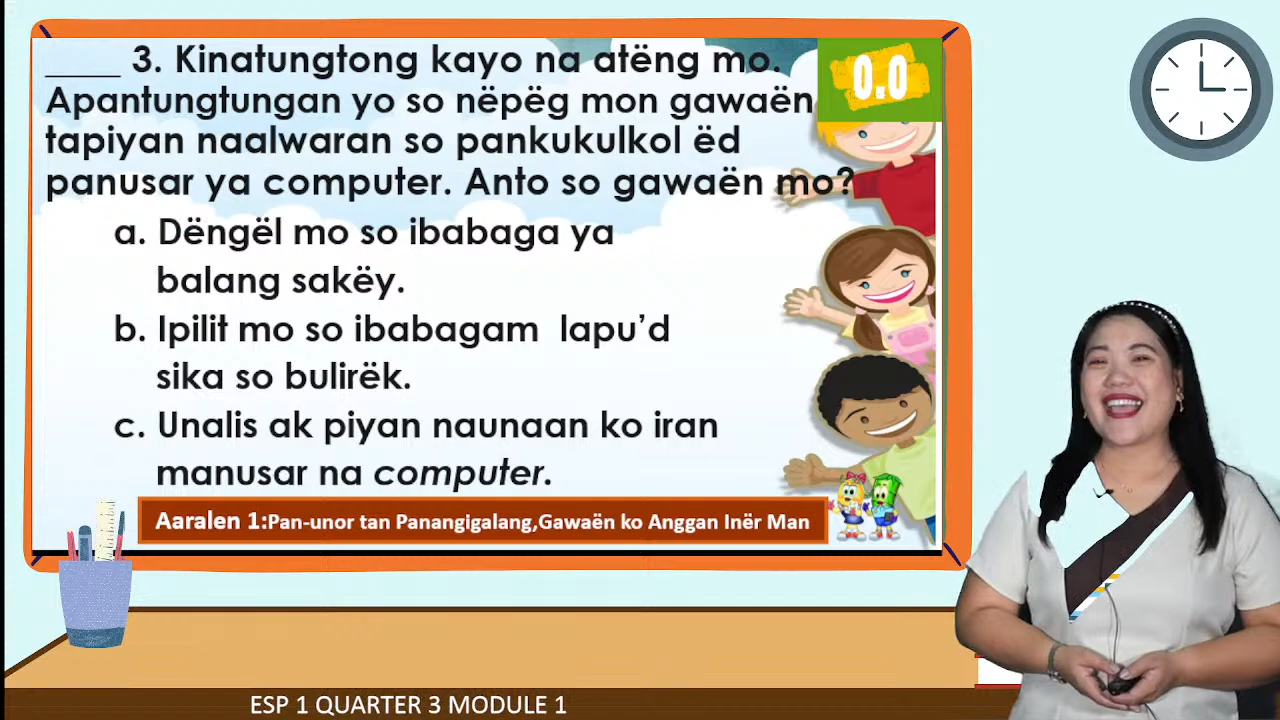 ____ 3. Kinatungtong kayo na atëng mo.
Apantungtungan yo so nëpëg mon gawaën
tapiyan naalwaran so pankukulkol ëd
panusar ya computer. Anto so gawaën mo?
a. Dëngël mo so ibabaga ya
balang sakëy.
b. Ipilit mo so ibabagam lapu'd
sika so bulirëk.
c. Unalis ak piyan naunaan ko iran
manusar na computer.
0.0
Aaralen 1:Pan-unor tan Panangigalang,Gawaën ko Anggan Inër Man
ESP 1 QUARTER 3 MODULE 1